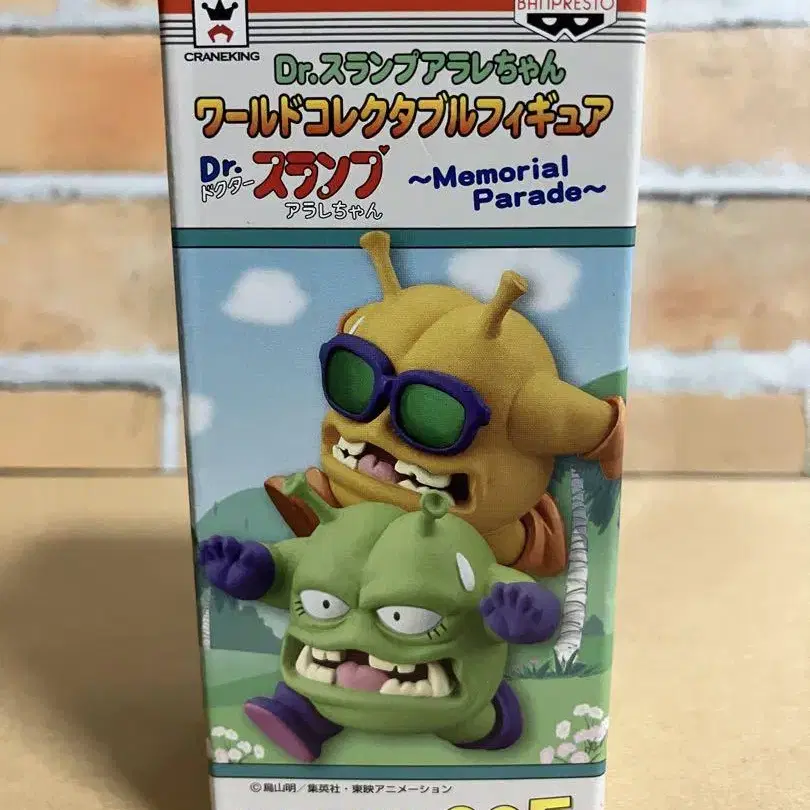 CRANEKING
BANPRESTO
Dr.スランプアラレちゃん
ワールドコレクタブルフィギュア
Dr.スランプ
ドクター
アラレちゃん
~Memorial
Parade~
©鳥山明/集英社・東映アニメーション